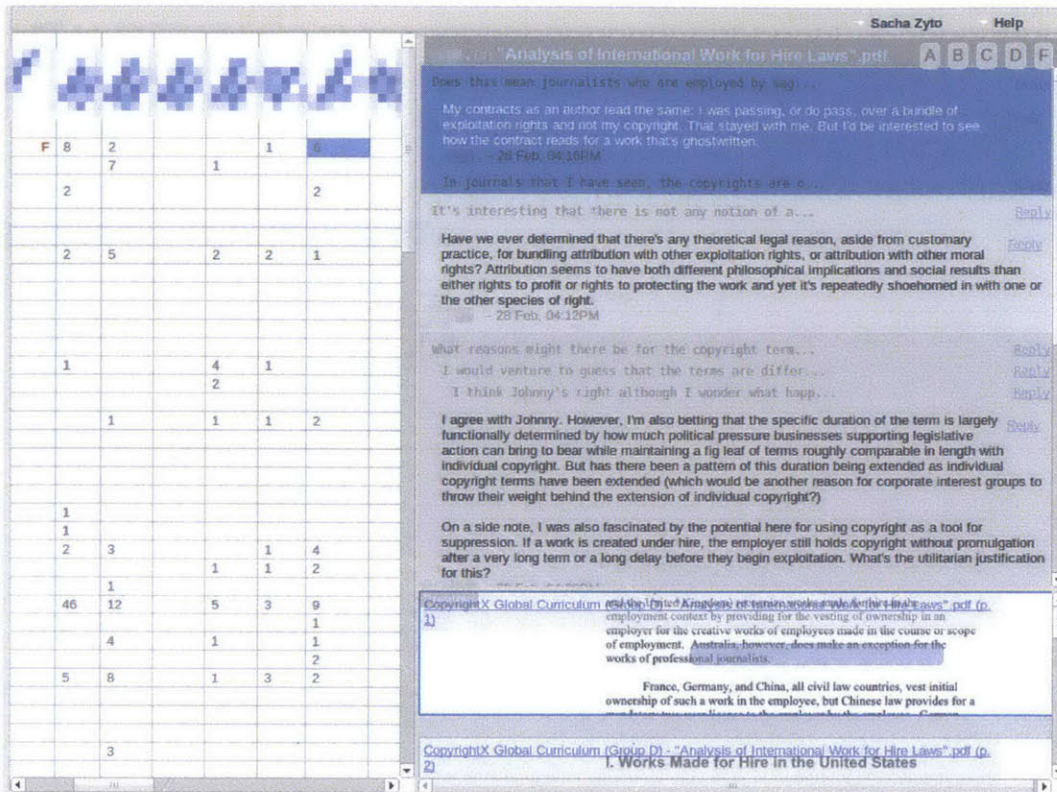 Sacha Zyto Help
"Analysis of International Work for Hire Laws".pdf A B C D F
Does this mean journalists who are employed by mag...
My contracts as an author read the same: I was passing, or do pass, over a bundle of
exploitation rights and not my copyright. That stayed with me. But I'd be interested to see
how the contract reads for a work that's ghostwritten.
- 28 Feb, 04:16PM
In journals that I have seen, the copyrights are o...
It's interesting that there is not any notion of a... Reply
Have we ever determined that there's any theoretical legal reason, aside from customary
practice, for bundling attribution with other exploitation rights, or attribution with other moral
rights? Attribution seems to have both different philosophical implications and social results than
either rights to profit or rights to protecting the work and yet it's repeatedly shoehorned in with one or
the other species of right.
Reply
- 28 Feb, 04:12PM
What reasons might there be for the copyright term... Reply
I would venture to guess that the terms are differ... Reply
I think Johnny's right although I wonder what happ... Reply
I agree with Johnny. However, I'm also betting that the specific duration of the term is largely
functionally determined by how much political pressure businesses supporting legislative
action can bring to bear while maintaining a fig leaf of terms roughly comparable in length with
individual copyright. But has there been a pattern of this duration being extended as individual
copyright terms have been extended (which would be another reason for corporate interest groups to
throw their weight behind the extension of individual copyright?)
Reply
On a side note, I was also fascinated by the potential here for using copyright as a tool for
suppression. If a work is created under hire, the employer still holds copyright without promulgation
after a very long term or a long delay before they begin exploitation. What's the utilitarian justification
for this?
CopyrightX Global Curriculum (Group D) - "Analysis of International Work for Hire Laws".pdf (p.
1)
employment context by providing for the vesting of ownership in an
employer for the creative works of employees made in the course or scope
of employment. Australia, however, does make an exception for the
works of professional journalists.
France, Germany, and China, all civil law countries, vest initial
ownership of such a work in the employee, but Chinese law provides for a
CopyrightX Global Curriculum (Group D) - "Analysis of International Work for Hire Laws".pdf (p.
2)
I. Works Made for Hire in the United States
F 8 2 1 6
7 1
2 2
2 5 2 2 1
1 4 1
2
1 1 1 2
1
1
2 3 1 4
1 1 2
1
46 12 5 3 9
1
4 1 1
2
5 8 1 3 2
3